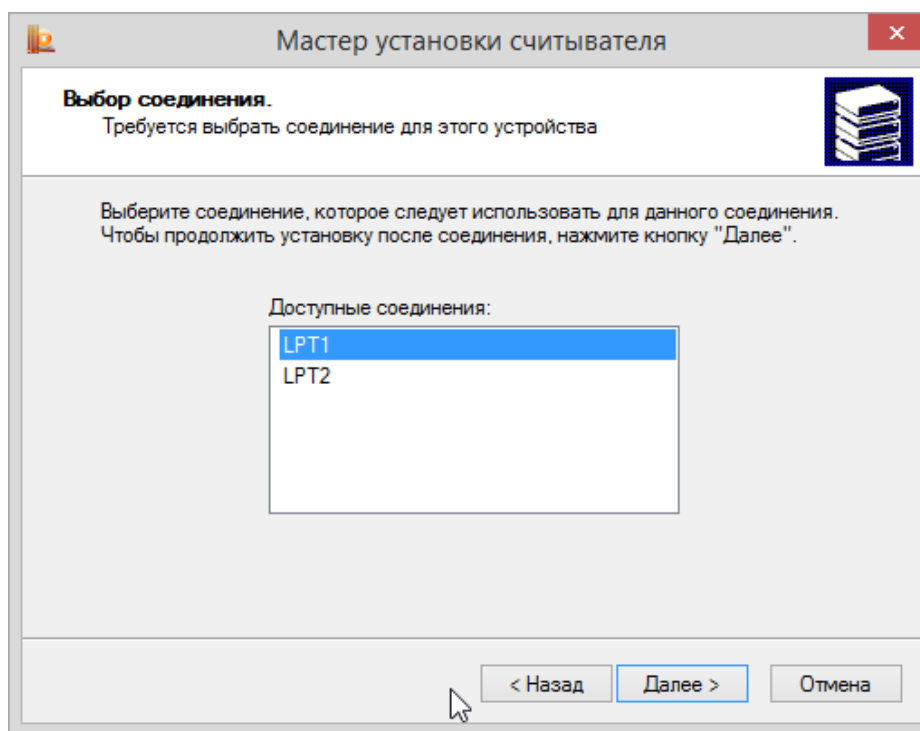 Мастер установки считывателя
Выбор соединения.
Требуется выбрать соединение для этого устройства
Выберите соединение, которое следует использовать для данного соединения.
Чтобы продолжить установку после соединения, нажмите кнопку "Далее".
Доступные соединения:
LPT1
LPT2
< Назад
Далее >
Отмена